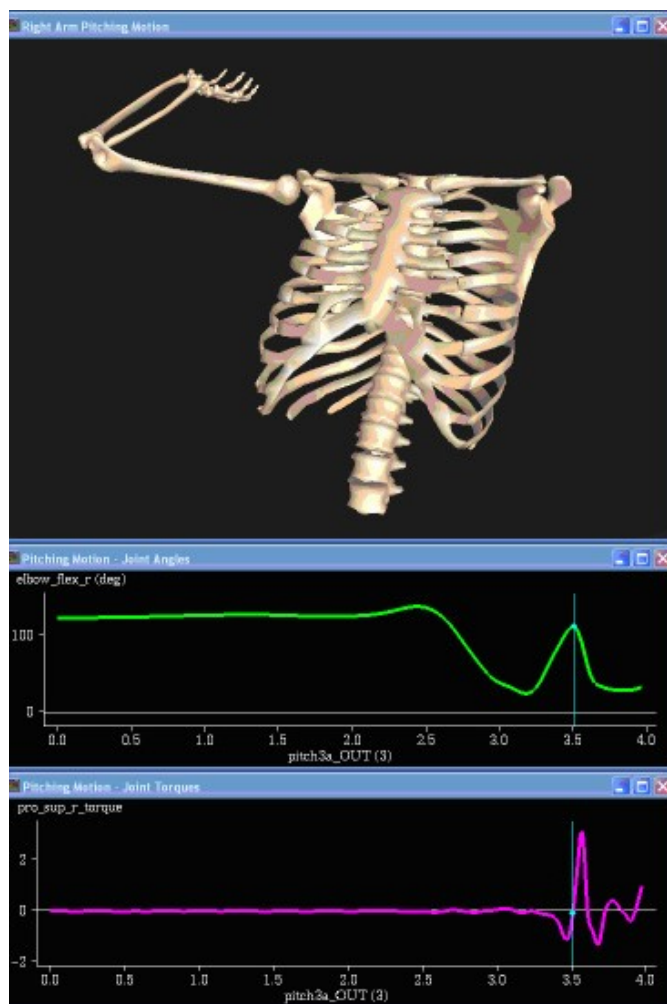 Right Arm Pitching Motion
Pitching Motion - Joint Angles
elbow_flex_r (deg)
100
0
0.0 0.5 1.0 1.5 2.0 2.5 3.0 3.5 4.0
pitch3a_OUT (3)
Pitching Motion - Joint Torques
pro_sup_r_torque
2
0
-2
0.0 0.5 1.0 1.5 2.0 2.5 3.0 3.5 4.0
pitch3a_OUT (3)